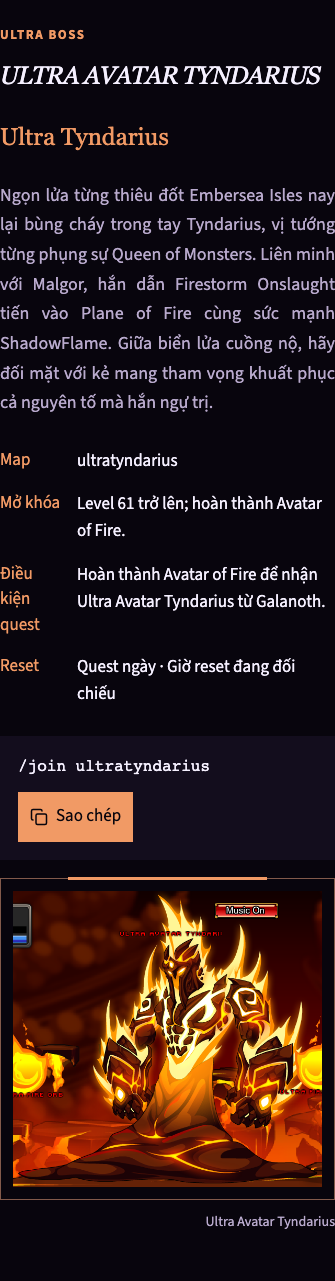 ULTRA BOSS
ULTRA AVATAR TYNDARIUS
Ultra Tyndarius
Ngọn lửa từng thiêu đốt Embersea Isles nay
lại bùng cháy trong tay Tyndarius, vị tướng
từng phụng sự Queen of Monsters. Liên minh
với Malgor, hắn dẫn Firestorm Onslaught
tiến vào Plane of Fire cùng sức mạnh
ShadowFlame. Giữa biển lửa cuồng nộ, hãy
đối mặt với kẻ mang tham vọng khuất phục
cả nguyên tố mà hắn ngự trị.
Map
ultratyndarius
Mở khóa
Level 61 trở lên; hoàn thành Avatar
of Fire.
Điều
kiện
quest
Hoàn thành Avatar of Fire để nhận
Ultra Avatar Tyndarius từ Galanoth.
Reset
Quest ngày · Giờ reset đang đối
chiếu
/join ultratyndarius
Sao chép
Music On
ULTRA AVATAR
Ultra Avatar Tyndarius